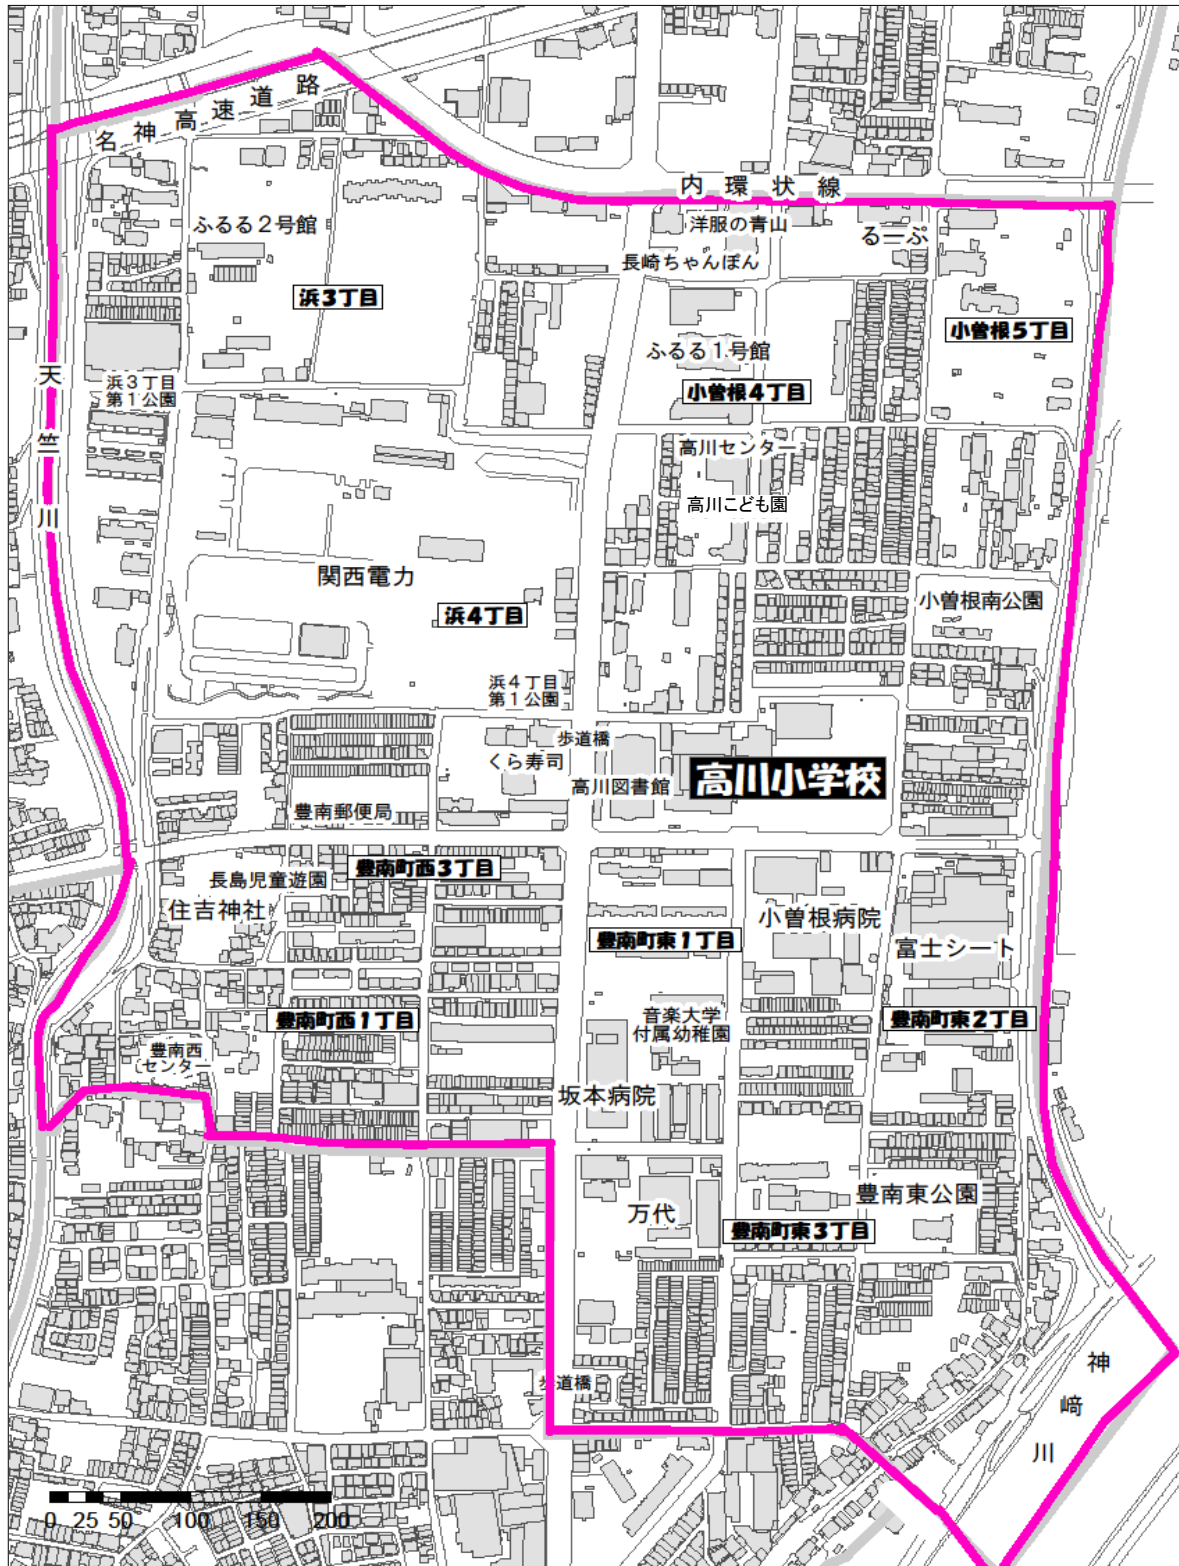 名神高速道路
内環状線
洋服の青山
ふるる２号館
るーぷ
長崎ちゃんぽん
浜３丁目
小曽根５丁目
ふるる１号館
天竺川
浜３丁目
第１公園
小曽根４丁目
高川センター
高川こども園
関西電力
小曽根南公園
浜４丁目
浜４丁目
第１公園
歩道橋
くら寿司
高川図書館
高川小学校
豊南郵便局
豊南町西３丁目
長島児童遊園
住吉神社
小曽根病院
豊南町東１丁目
富士シート
豊南町西１丁目
音楽大学
付属幼稚園
豊南町東２丁目
豊南西
センター
坂本病院
豊南東公園
万代
豊南町東３丁目
神崎川
歩道橋
0 25 50 100 150 200